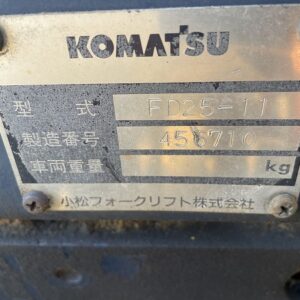 KOMATSU
型 式 FD25-11
製造番号 456710
車両重量 kg
小松フォークリフト株式会社